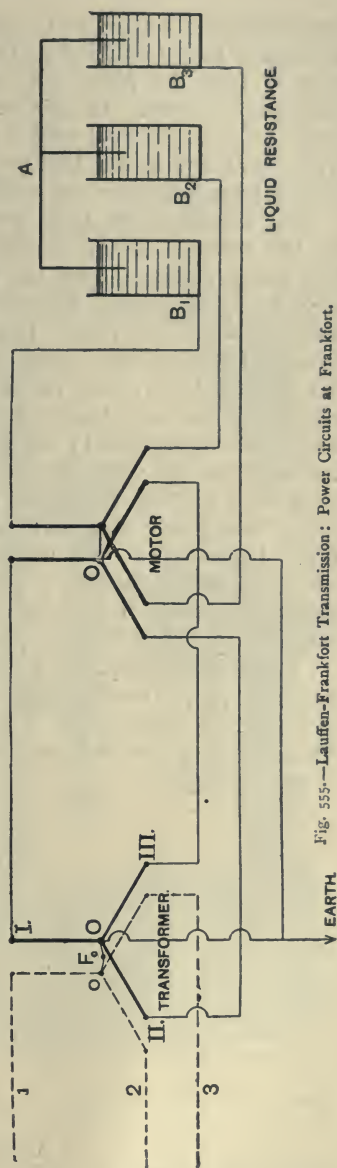 A
B₁
B₂
B₃
LIQUID RESISTANCE.
O
MOTOR
I.
O
III.
F₀
o
II.
TRANSFORMER.
1
2
3
EARTH.
Fig. 555.—Lauffen-Frankfort Transmission: Power Circuits at Frankfort.